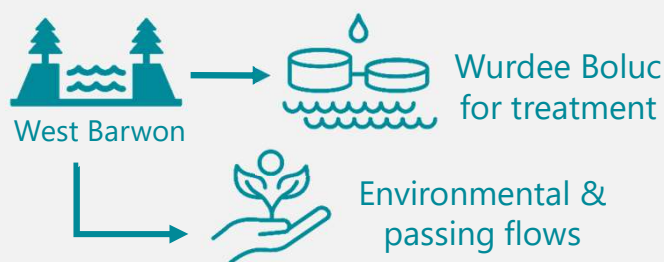 West Barwon
Wurdee Boluc
for treatment
Environmental &
passing flows